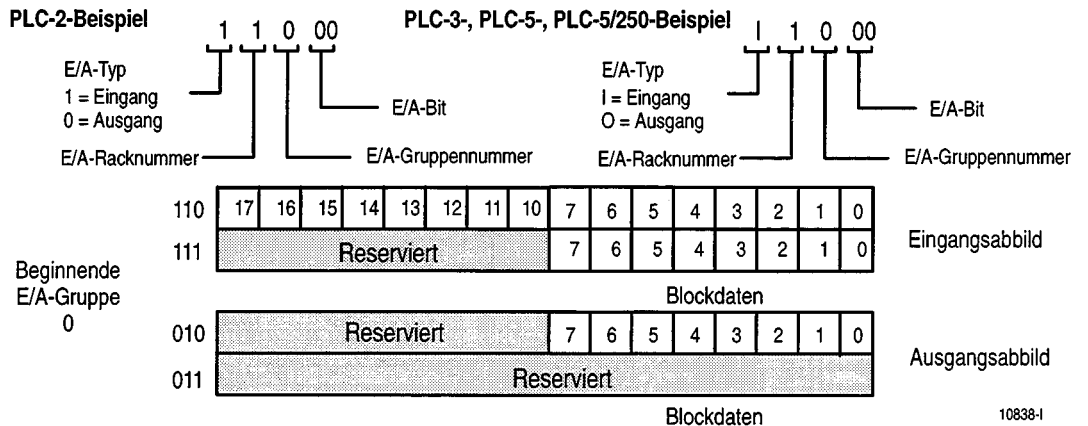 PLC-2-Beispiel PLC-3-, PLC-5-, PLC-5/250-Beispiel
1 1 0 00 I 1 0 00
E/A-Typ E/A-Typ
1 = Eingang I = Eingang
0 = Ausgang O = Ausgang
E/A-Bit E/A-Bit
E/A-Racknummer E/A-Gruppennummer E/A-Racknummer E/A-Gruppennummer
110 17 16 15 14 13 12 11 10 7 6 5 4 3 2 1 0
111 Reserviert 7 6 5 4 3 2 1 0
Eingangsabbild
Beginnende
E/A-Gruppe
0
Blockdaten
010 Reserviert 7 6 5 4 3 2 1 0
011 Reserviert
Ausgangsabbild
Blockdaten
10838-I